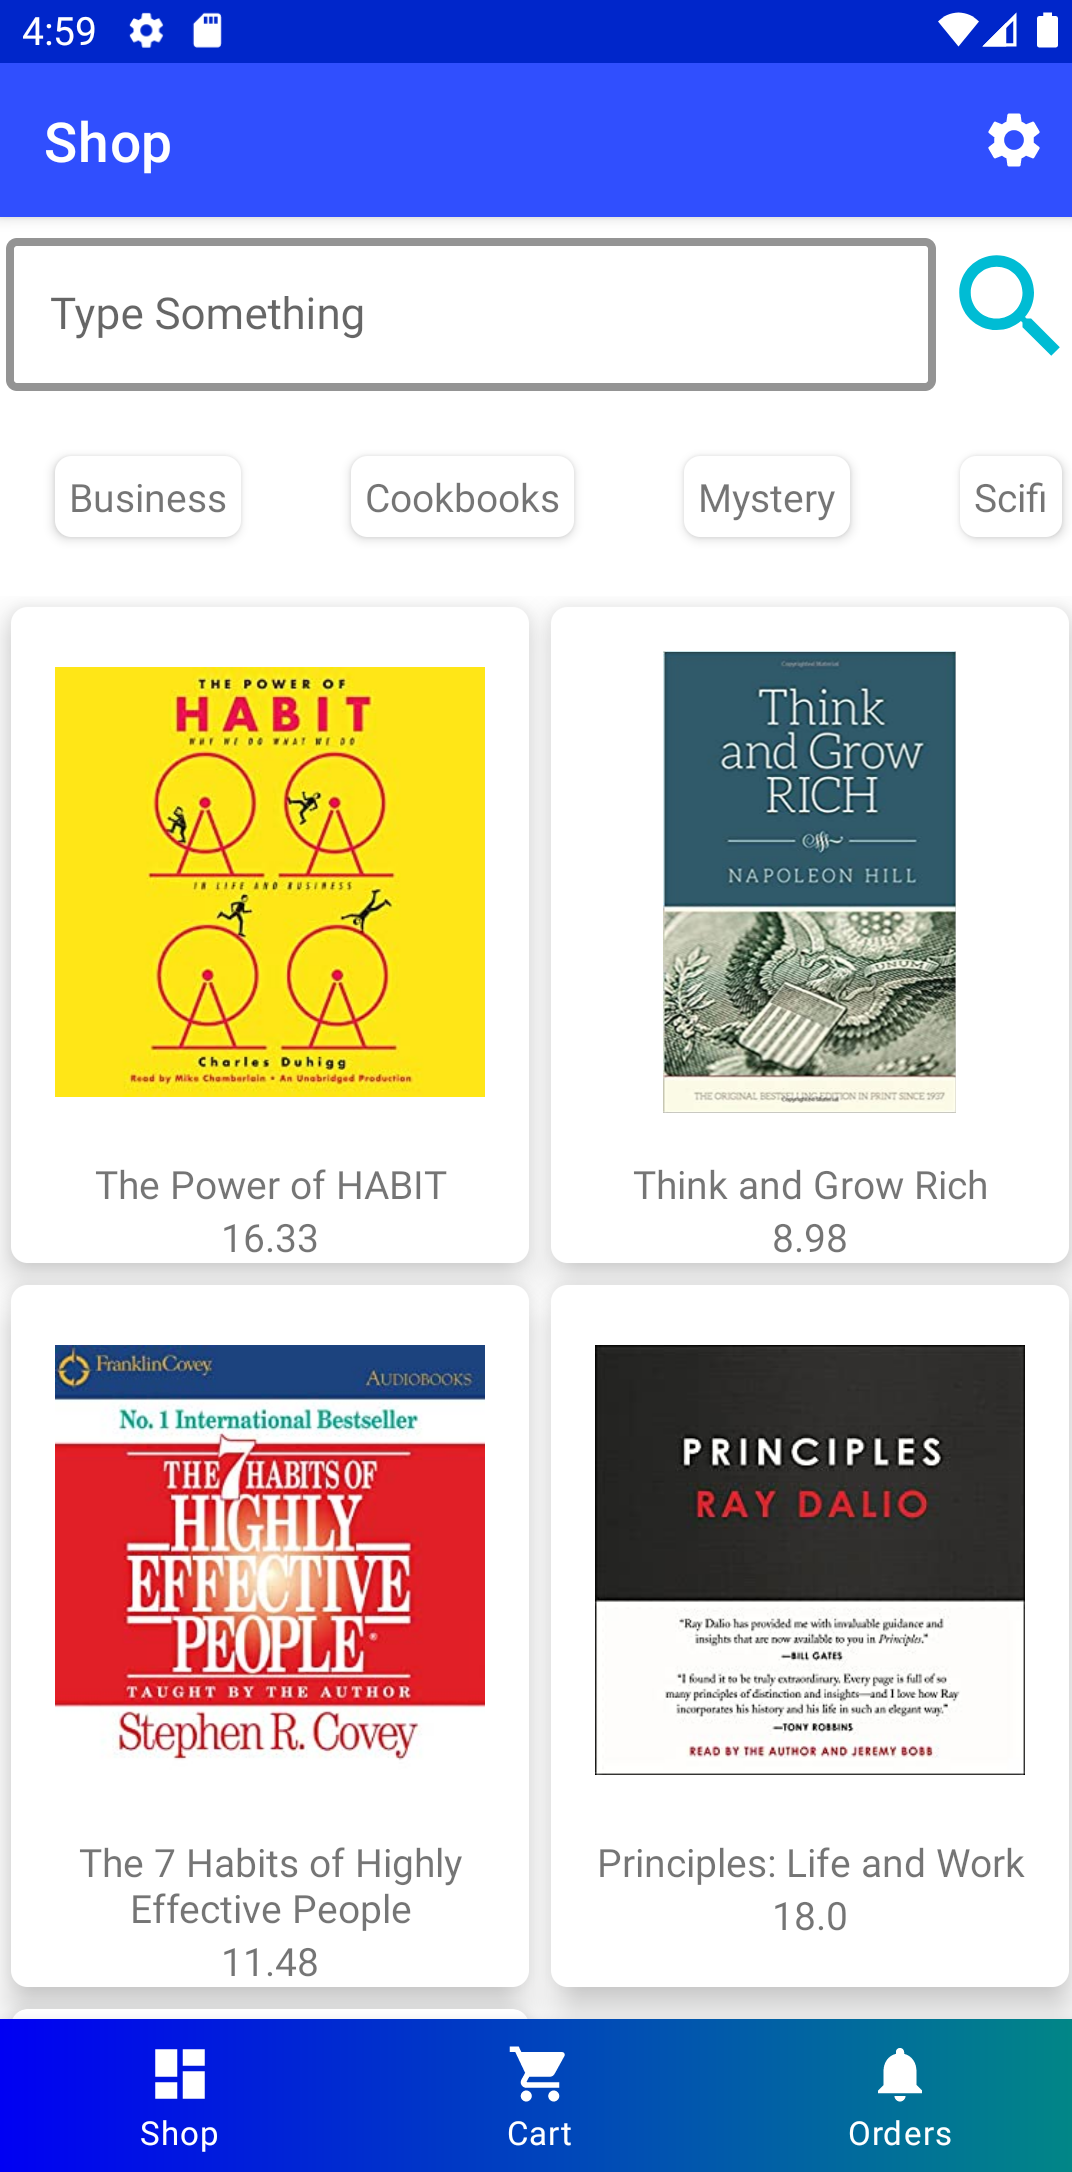 4:59
Shop
Type Something
Business
Cookbooks
Mystery
Scifi
THE POWER OF
HABIT
WHY WE DO WHAT WE DO
IN LIFE AND BUSINESS
Charles Duhigg
Read by Mike Chamberlain • An Unabridged Production
The Power of HABIT
16.33
Copyrighted Material
Think
and Grow
RICH
NAPOLEON HILL
UNUM
THE ORIGINAL BESTSELLING EDITION IN PRINT SINCE 1937
Copyrighted Material
Think and Grow Rich
8.98
FranklinCovey
AUDIOBOOKS
No. 1 International Bestseller
THE 7 HABITS OF
HIGHLY
EFFECTIVE
PEOPLE®
TAUGHT BY THE AUTHOR
Stephen R. Covey
The 7 Habits of Highly
Effective People
11.48
PRINCIPLES
RAY DALIO
“Ray Dalio has provided me with invaluable guidance and
insights that are now available to you in Principles.”
—BILL GATES
“I found it to be truly extraordinary. Every page is full of so
many principles of distinction and insights—and I love how Ray
incorporates his history and his life in such an elegant way.”
—TONY ROBBINS
READ BY THE AUTHOR AND JEREMY BOBB
Principles: Life and Work
18.0
Shop
Cart
Orders